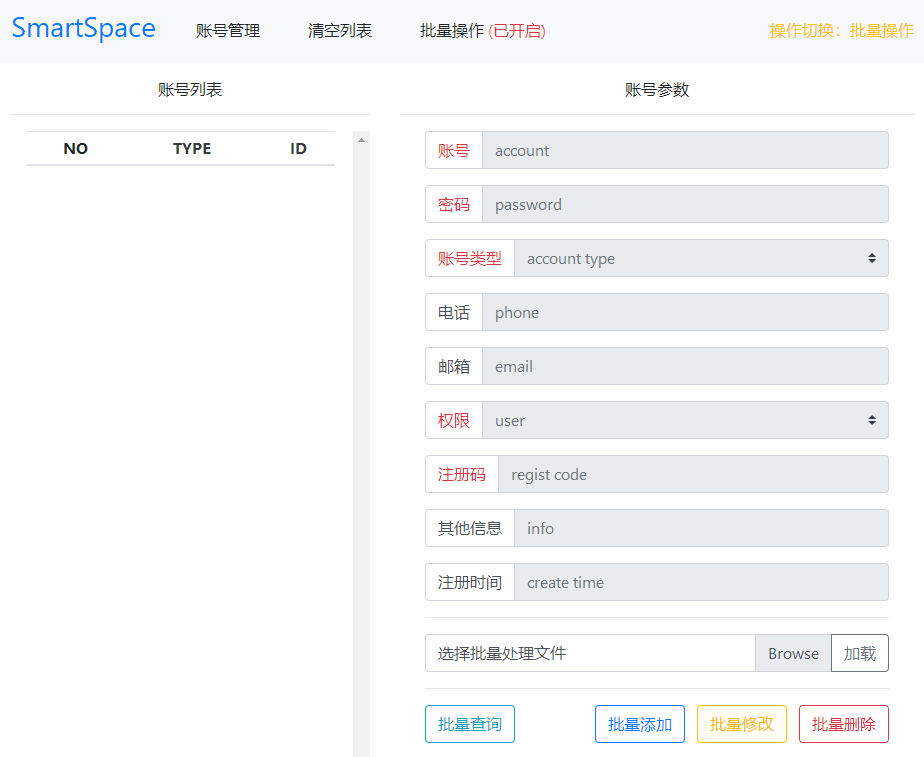 SmartSpace 账号管理 清空列表 批量操作 (已开启) 操作切换：批量操作
账号列表
NO TYPE ID
账号参数
账号 account
密码 password
账号类型 account type
电话 phone
邮箱 email
权限 user
注册码 regist code
其他信息 info
注册时间 create time
选择批量处理文件 Browse 加载
批量查询 批量添加 批量修改 批量删除